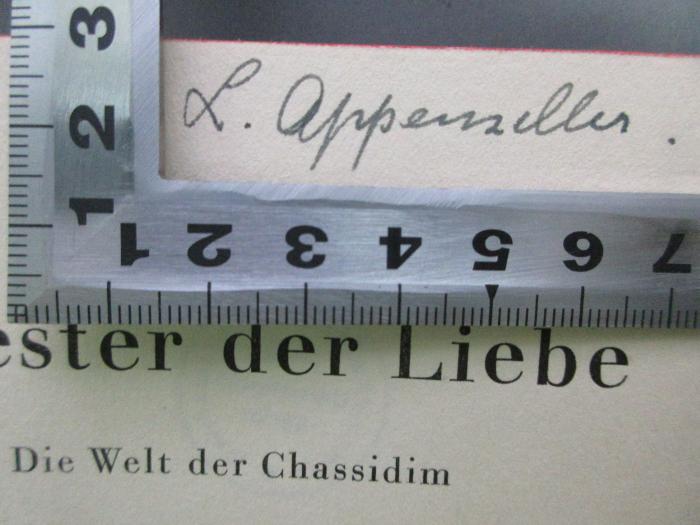 L. Appenzeller.
3
2
1
1 2 3 4 5 6 7
ester der Liebe
Die Welt der Chassidim